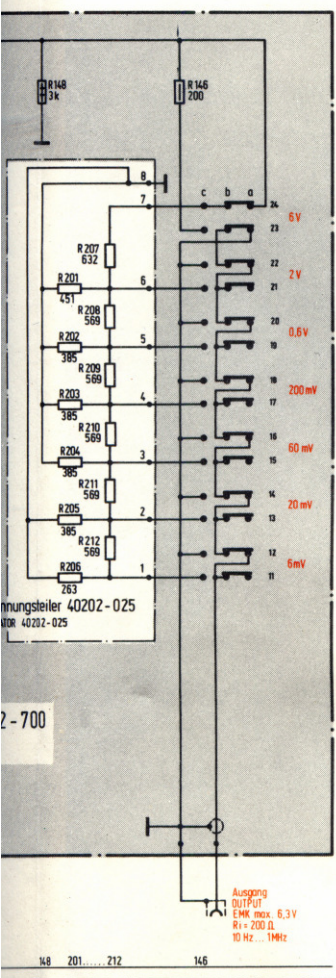 R148
3k
R146
200
8
7
c b a
24
6V
23
R207
632
22
2V
R201
451
6
21
R208
569
20
0,6V
R202
385
5
19
R209
569
18
200mV
R203
385
4
17
R210
569
16
60mV
R204
385
3
15
R211
569
14
20mV
R205
385
2
13
R212
569
12
6mV
R206
263
1
11
nnungsteiler 40202-025
ATOR 40202-025
2-700
Ausgang
OUTPUT
EMK max. 6,3V
Ri = 200 Ω
10 Hz ... 1MHz
148 201......212 146